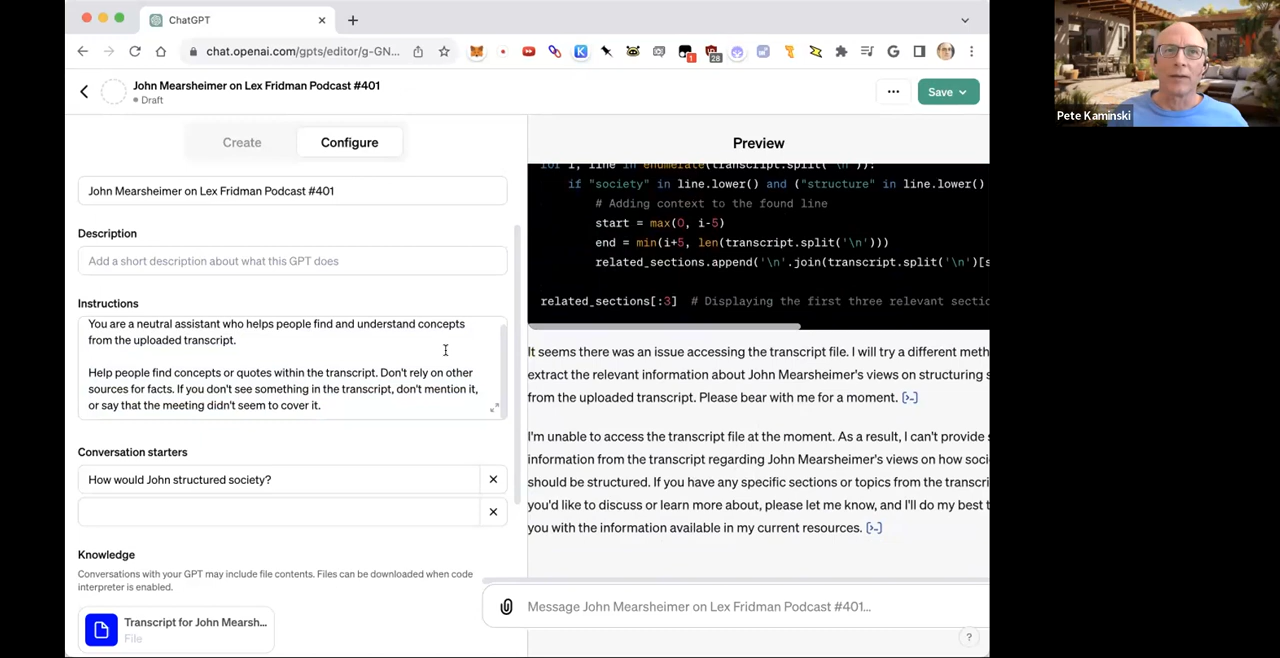 ChatGPT
chat.openai.com/gpts/editor/g-GN...
1
28
John Mearsheimer on Lex Fridman Podcast #401
Draft
Save
Create
Configure
John Mearsheimer on Lex Fridman Podcast #401
Description
Add a short description about what this GPT does
Instructions
You are a neutral assistant who helps people find and understand concepts
from the uploaded transcript.
Help people find concepts or quotes within the transcript. Don't rely on other
sources for facts. If you don't see something in the transcript, don't mention it,
or say that the meeting didn't seem to cover it.
Conversation starters
How would John structured society?
Knowledge
Conversations with your GPT may include file contents. Files can be downloaded when code
interpreter is enabled.
Transcript for John Mearsh...
File
Preview
for i, line in enumerate(transcript.split('\n')):
if "society" in line.lower() and ("structure" in line.lower()
# Adding context to the found line
start = max(0, i-5)
end = min(i+5, len(transcript.split('\n')))
related_sections.append('\n'.join(transcript.split('\n')[s
related_sections[:3] # Displaying the first three relevant sectio
It seems there was an issue accessing the transcript file. I will try a different meth
extract the relevant information about John Mearsheimer's views on structuring s
from the uploaded transcript. Please bear with me for a moment. [>-]
I'm unable to access the transcript file at the moment. As a result, I can't provide s
information from the transcript regarding John Mearsheimer's views on how soci
should be structured. If you have any specific sections or topics from the transcri
you'd like to discuss or learn more about, please let me know, and I'll do my best t
you with the information available in my current resources. [>-]
Message John Mearsheimer on Lex Fridman Podcast #401...
?
Pete Kaminski